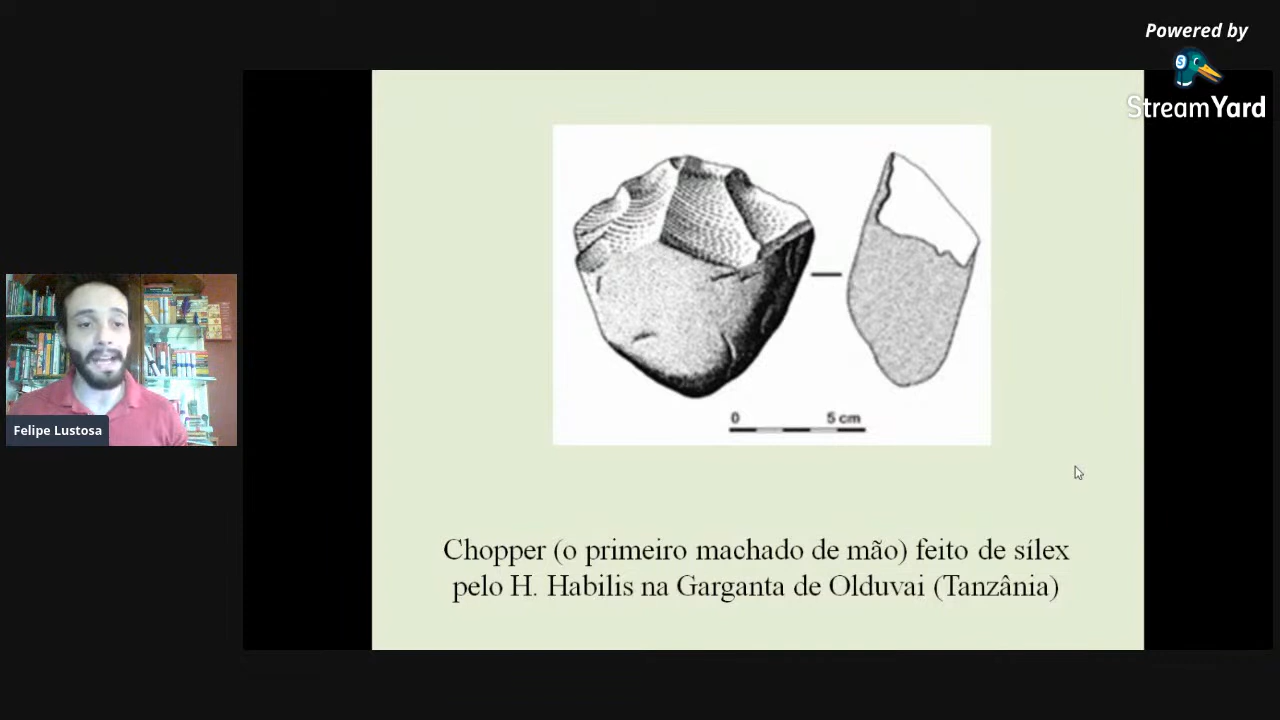 Powered by
StreamYard
0 5 cm
Felipe Lustosa
Chopper (o primeiro machado de mão) feito de sílex
pelo H. Habilis na Garganta de Olduvai (Tanzânia)